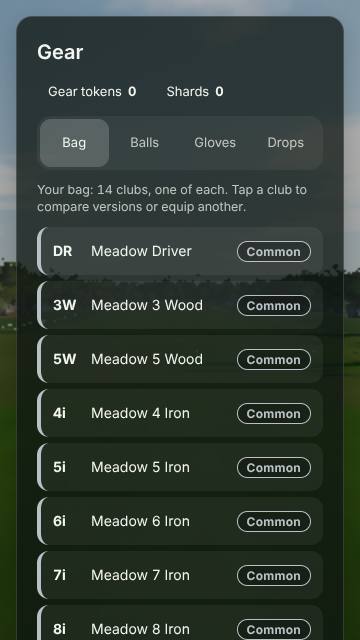 Gear
Gear tokens 0 Shards 0
Bag Balls Gloves Drops
Your bag: 14 clubs, one of each. Tap a club to
compare versions or equip another.
DR Meadow Driver Common
3W Meadow 3 Wood Common
5W Meadow 5 Wood Common
4i Meadow 4 Iron Common
5i Meadow 5 Iron Common
6i Meadow 6 Iron Common
7i Meadow 7 Iron Common
8i Meadow 8 Iron Common